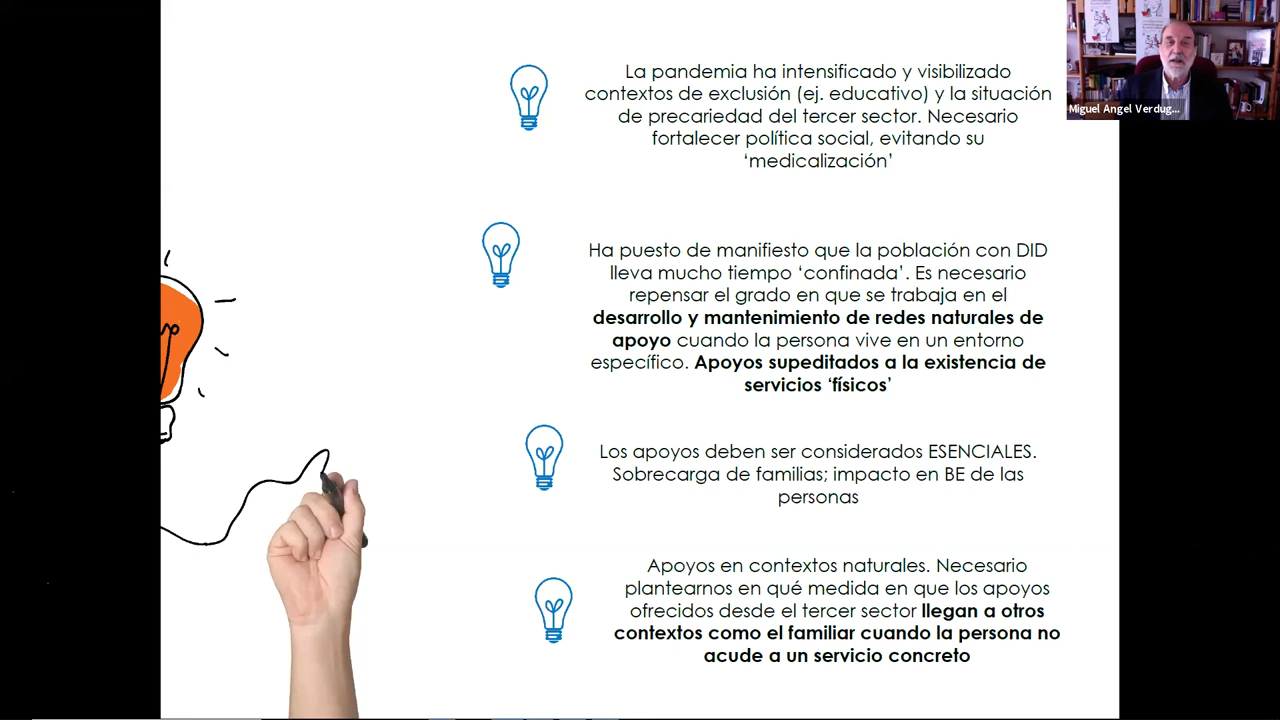 La pandemia ha intensificado y visibilizado
contextos de exclusión (ej. educativo) y la situación
de precariedad del tercer sector. Necesario
fortalecer política social, evitando su
‘medicalización’
Miguel Angel Verdug...
Ha puesto de manifiesto que la población con DID
lleva mucho tiempo ‘confinada’. Es necesario
repensar el grado en que se trabaja en el
desarrollo y mantenimiento de redes naturales de
apoyo cuando la persona vive en un entorno
específico. Apoyos supeditados a la existencia de
servicios ‘físicos’
Los apoyos deben ser considerados ESENCIALES.
Sobrecarga de familias; impacto en BE de las
personas
Apoyos en contextos naturales. Necesario
plantearnos en qué medida en que los apoyos
ofrecidos desde el tercer sector llegan a otros
contextos como el familiar cuando la persona no
acude a un servicio concreto